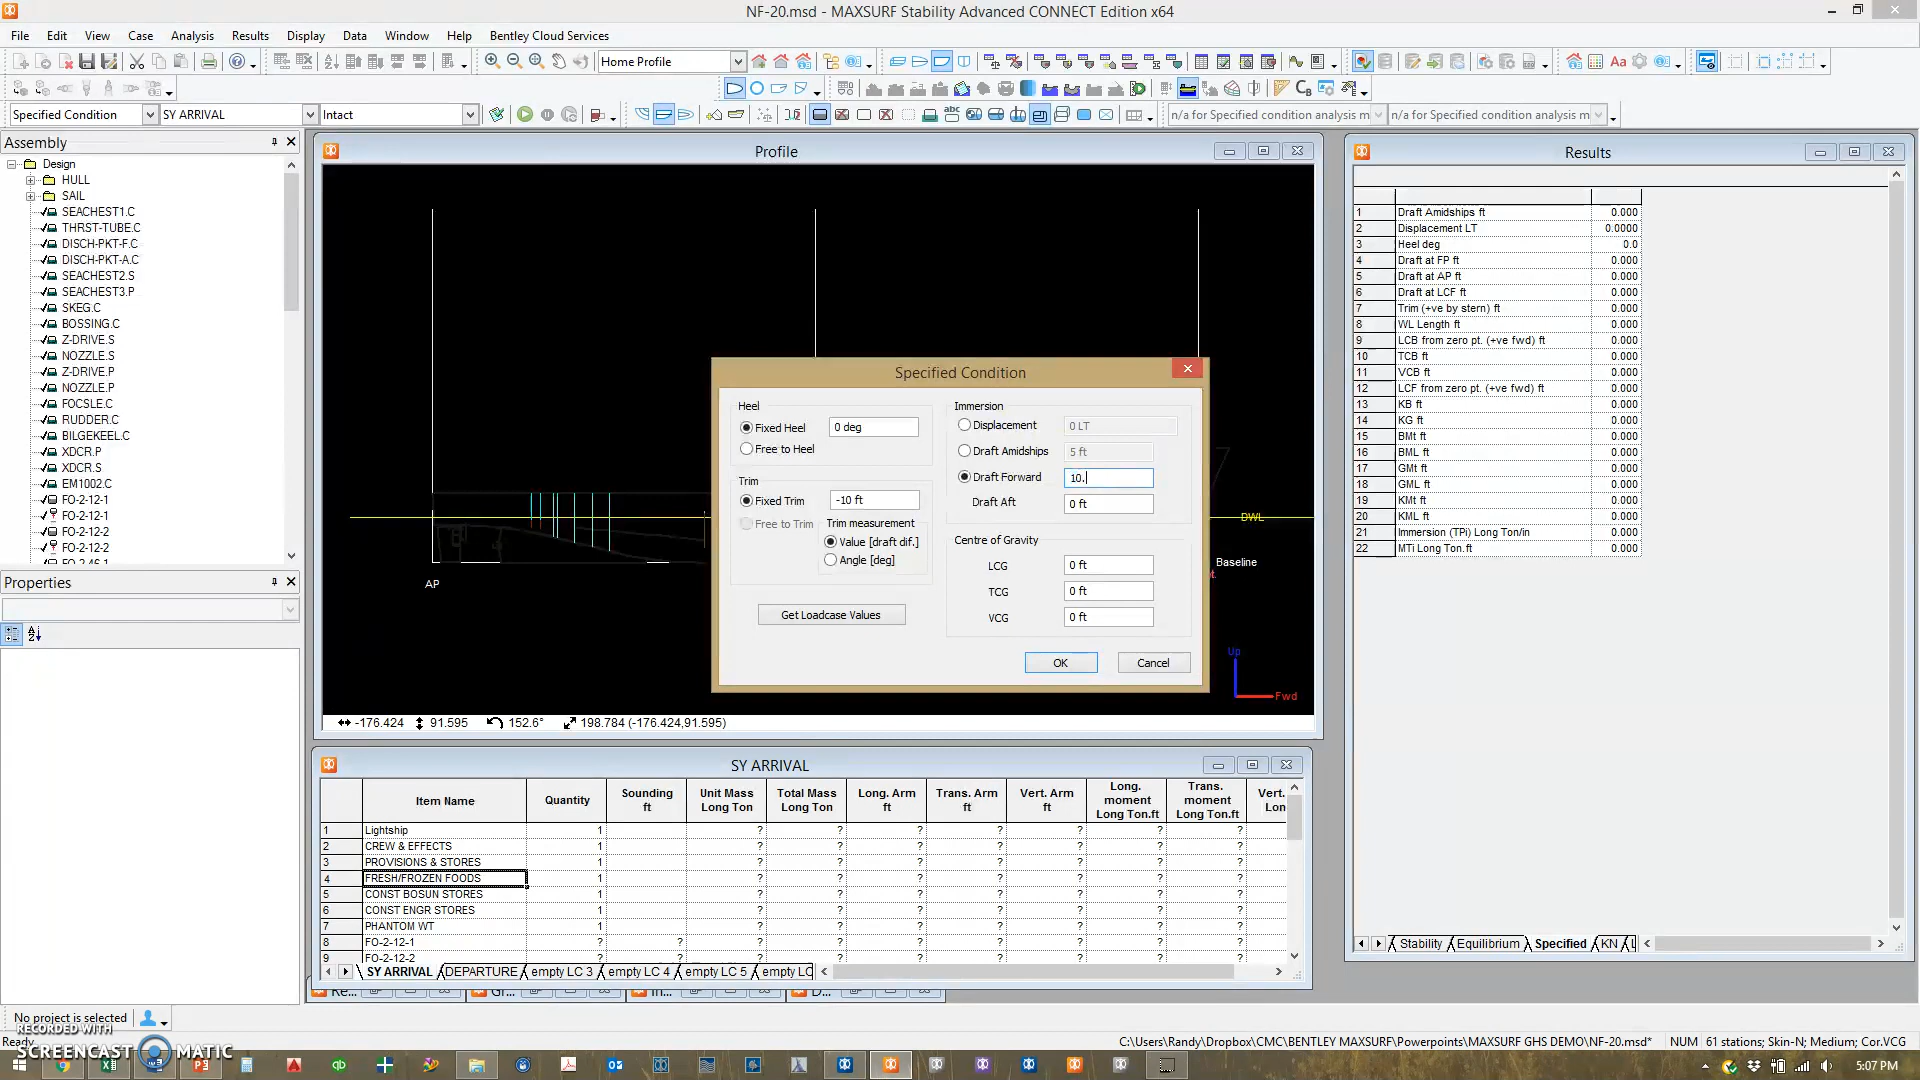 NF-20.msd - MAXSURF Stability Advanced CONNECT Edition x64
File Edit View Case Analysis Results Display Data Window Help Bentley Cloud Services
Home Profile
Specified Condition SY ARRIVAL Intact n/a for Specified condition analysis m n/a for Specified condition analysis m
Assembly
Design
HULL
SAIL
SEACHEST1.C
THRST-TUBE.C
DISCH-PKT-F.C
DISCH-PKT-A.C
SEACHEST2.S
SEACHEST3.P
SKEG.C
BOSSING.C
Z-DRIVE.S
NOZZLE.S
Z-DRIVE.P
NOZZLE.P
FOCSLE.C
RUDDER.C
BILGEKEEL.C
XDCR.P
XDCR.S
EM1002.C
FO-2-12-1
FO-2-12-1
FO-2-12-2
FO-2-12-2
Properties
Profile
DWL
Baseline
AP
Up
Fwd
-176.424 91.595 152.6° 198.784 (-176.424,91.595)
Specified Condition
Heel
Fixed Heel 0 deg
Free to Heel
Trim
Fixed Trim -10 ft
Free to Trim
Trim measurement
Value [draft dif.]
Angle [deg]
Get Loadcase Values
Immersion
Displacement 0 LT
Draft Amidships 5 ft
Draft Forward 10.
Draft Aft 0 ft
Centre of Gravity
LCG 0 ft
TCG 0 ft
VCG 0 ft
OK Cancel
SY ARRIVAL
Item Name Quantity Sounding ft Unit Mass Long Ton Total Mass Long Ton Long. Arm ft Trans. Arm ft Vert. Arm ft Long. moment Long Ton.ft Trans. moment Long Ton.ft Vert. Lon
1 Lightship 1 ? ? ? ? ? ? ?
2 CREW & EFFECTS 1 ? ? ? ? ? ? ?
3 PROVISIONS & STORES 1 ? ? ? ? ? ? ?
4 FRESH/FROZEN FOODS 1 ? ? ? ? ? ? ?
5 CONST BOSUN STORES 1 ? ? ? ? ? ? ?
6 CONST ENGR STORES 1 ? ? ? ? ? ? ?
7 PHANTOM WT 1 ? ? ? ? ? ? ?
8 FO-2-12-1 ? ? ? ? ? ? ? ? ?
9 FO-2-12-2
SY ARRIVAL DEPARTURE empty LC 3 empty LC 4 empty LC 5 empty LC
Re... Gr... In... D...
Results
1 Draft Amidships ft 0.000
2 Displacement LT 0.0000
3 Heel deg 0.0
4 Draft at FP ft 0.000
5 Draft at AP ft 0.000
6 Draft at LCF ft 0.000
7 Trim (+ve by stern) ft 0.000
8 WL Length ft 0.000
9 LCB from zero pt. (+ve fwd) ft 0.000
10 TCB ft 0.000
11 VCB ft 0.000
12 LCF from zero pt. (+ve fwd) ft 0.000
13 KB ft 0.000
14 KG ft 0.000
15 BMt ft 0.000
16 BML ft 0.000
17 GMt ft 0.000
18 GML ft 0.000
19 KMt ft 0.000
20 KML ft 0.000
21 Immersion (TPi) Long Ton/in 0.000
22 MTi Long Ton.ft 0.000
Stability Equilibrium Specified KN L
No project is selected
Ready
C:\Users\Randy\Dropbox\CMC\BENTLEY MAXSURF\Powerpoints\MAXSURF GHS DEMO\NF-20.msd* NUM 61 stations; Skin-N; Medium; Cor.VCG
RECORDED WITH
SCREENCAST MATIC
5:07 PM